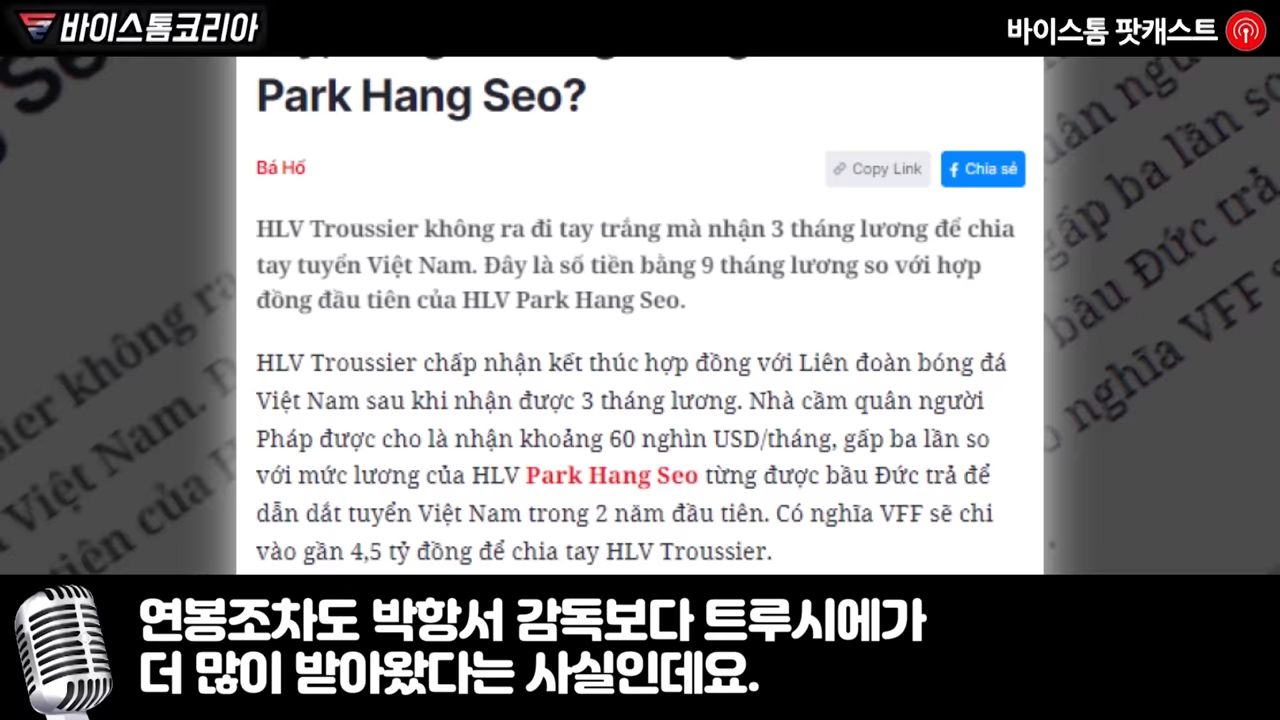 바이스톰코리아
바이스톰 팟캐스트
Park Hang Seo?
Bá Hố
Copy Link
Chia sẻ
HLV Troussier không ra đi tay trắng mà nhận 3 tháng lương để chia
tay tuyển Việt Nam. Đây là số tiền bằng 9 tháng lương so với hợp
đồng đầu tiên của HLV Park Hang Seo.
HLV Troussier chấp nhận kết thúc hợp đồng với Liên đoàn bóng đá
Việt Nam sau khi nhận được 3 tháng lương. Nhà cầm quân người
Pháp được cho là nhận khoảng 60 nghìn USD/tháng, gấp ba lần so
với mức lương của HLV Park Hang Seo từng được bầu Đức trả để
dẫn dắt tuyển Việt Nam trong 2 năm đầu tiên. Có nghĩa VFF sẽ chi
vào gần 4,5 tỷ đồng để chia tay HLV Troussier.
연봉조차도 박항서 감독보다 트루시에가
더 많이 받아왔다는 사실인데요.